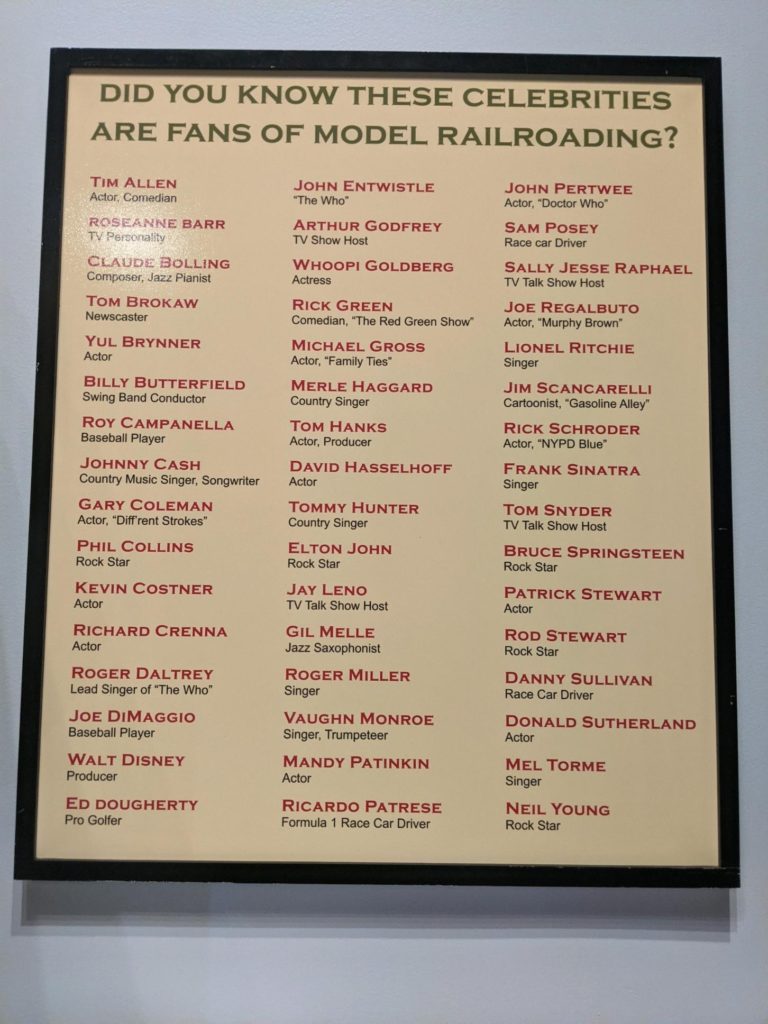 DID YOU KNOW THESE CELEBRITIES
ARE FANS OF MODEL RAILROADING?
TIM ALLEN
Actor, Comedian
ROSEANNE BARR
TV Personality
CLAUDE BOLLING
Composer, Jazz Pianist
TOM BROKAW
Newscaster
YUL BRYNNER
Actor
BILLY BUTTERFIELD
Swing Band Conductor
ROY CAMPANELLA
Baseball Player
JOHNNY CASH
Country Music Singer, Songwriter
GARY COLEMAN
Actor, "Diff'rent Strokes"
PHIL COLLINS
Rock Star
KEVIN COSTNER
Actor
RICHARD CRENNA
Actor
ROGER DALTREY
Lead Singer of "The Who"
JOE DIMAGGIO
Baseball Player
WALT DISNEY
Producer
ED DOUGHERTY
Pro Golfer
JOHN ENTWISTLE
"The Who"
ARTHUR GODFREY
TV Show Host
WHOOPI GOLDBERG
Actress
RICK GREEN
Comedian, "The Red Green Show"
MICHAEL GROSS
Actor, "Family Ties"
MERLE HAGGARD
Country Singer
TOM HANKS
Actor, Producer
DAVID HASSELHOFF
Actor
TOMMY HUNTER
Country Singer
ELTON JOHN
Rock Star
JAY LENO
TV Talk Show Host
GIL MELLE
Jazz Saxophonist
ROGER MILLER
Singer
VAUGHN MONROE
Singer, Trumpeteer
MANDY PATINKIN
Actor
RICARDO PATRESE
Formula 1 Race Car Driver
JOHN PERTWEE
Actor, "Doctor Who"
SAM POSEY
Race car Driver
SALLY JESSE RAPHAEL
TV Talk Show Host
JOE REGALBUTO
Actor, "Murphy Brown"
LIONEL RITCHIE
Singer
JIM SCANCARELLI
Cartoonist, "Gasoline Alley"
RICK SCHRODER
Actor, "NYPD Blue"
FRANK SINATRA
Singer
TOM SNYDER
TV Talk Show Host
BRUCE SPRINGSTEEN
Rock Star
PATRICK STEWART
Actor
ROD STEWART
Rock Star
DANNY SULLIVAN
Race Car Driver
DONALD SUTHERLAND
Actor
MEL TORME
Singer
NEIL YOUNG
Rock Star